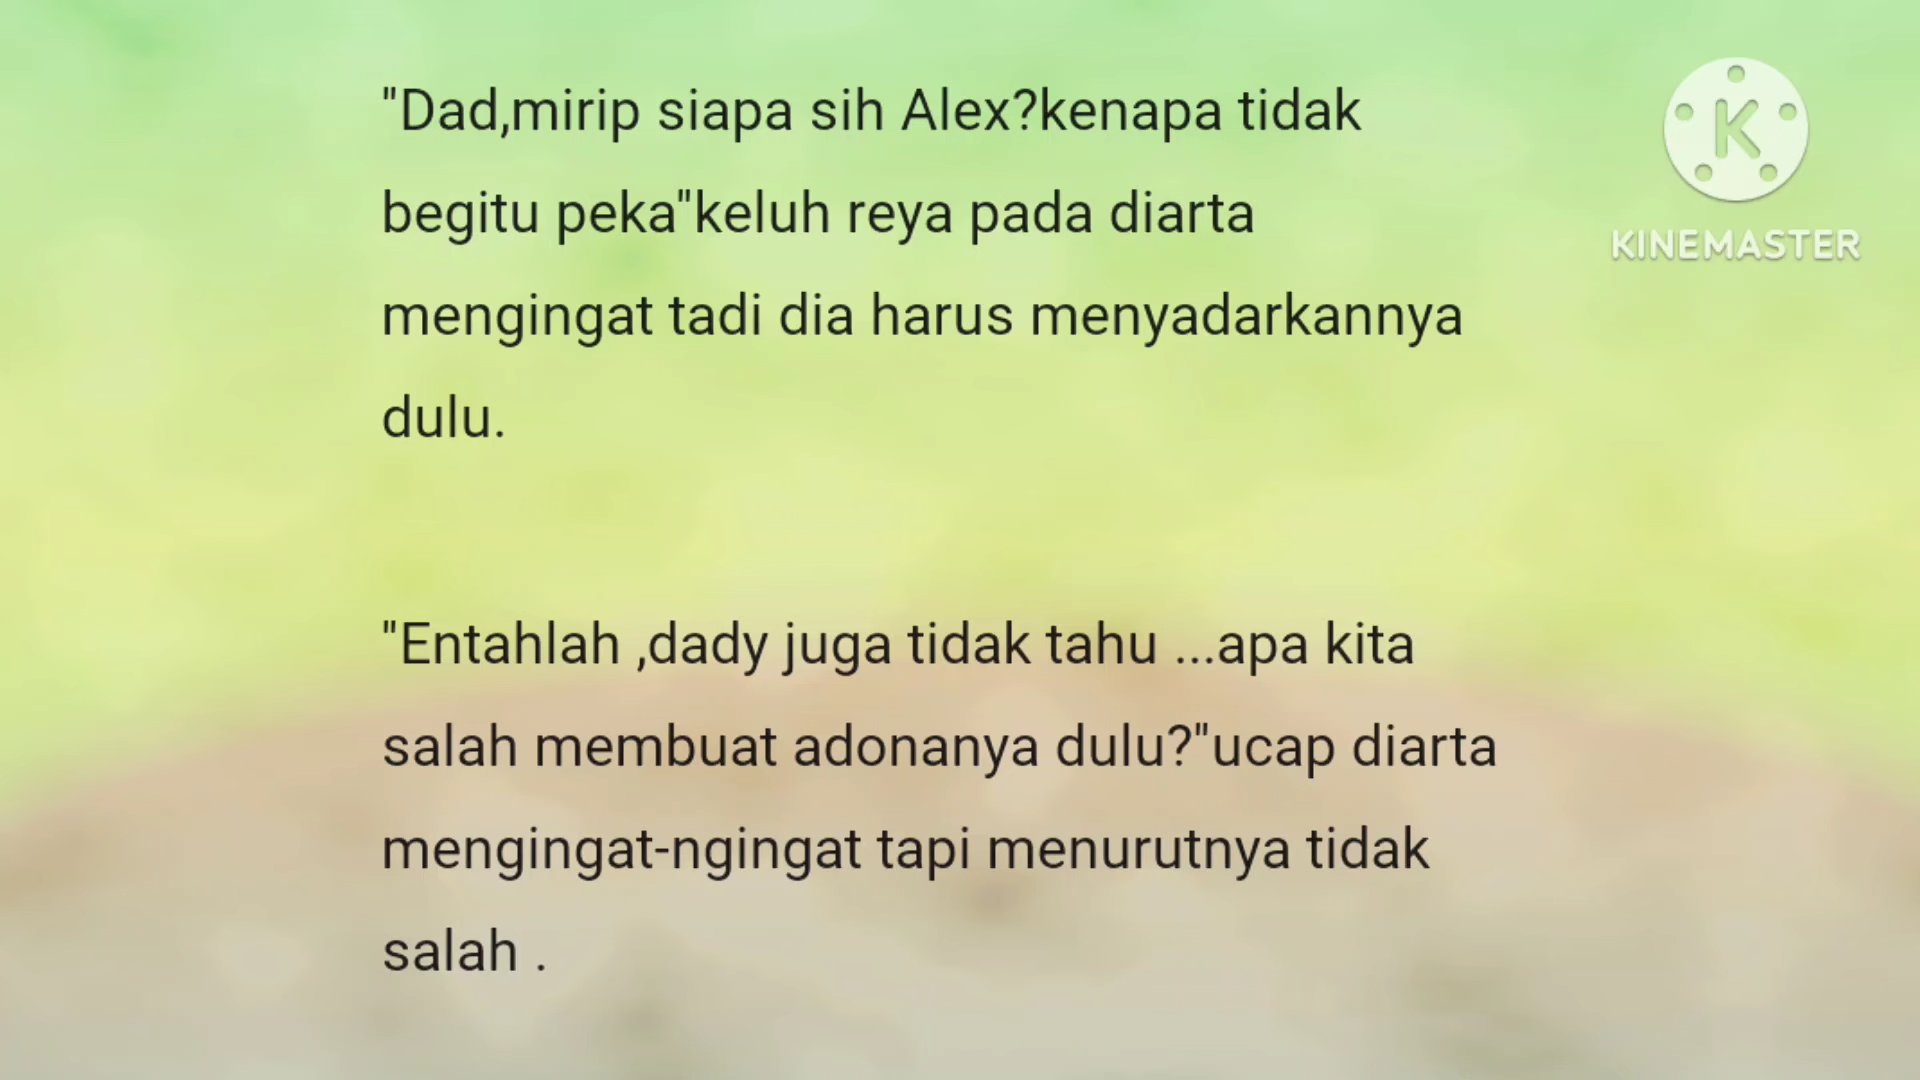 "Dad,mirip siapa sih Alex?kenapa tidak
begitu peka"keluh reya pada diarta
mengingat tadi dia harus menyadarkannya
dulu.
"Entahlah ,dady juga tidak tahu ...apa kita
salah membuat adonanya dulu?"ucap diarta
mengingat-ngingat tapi menurutnya tidak
salah .
K
KINEMASTER